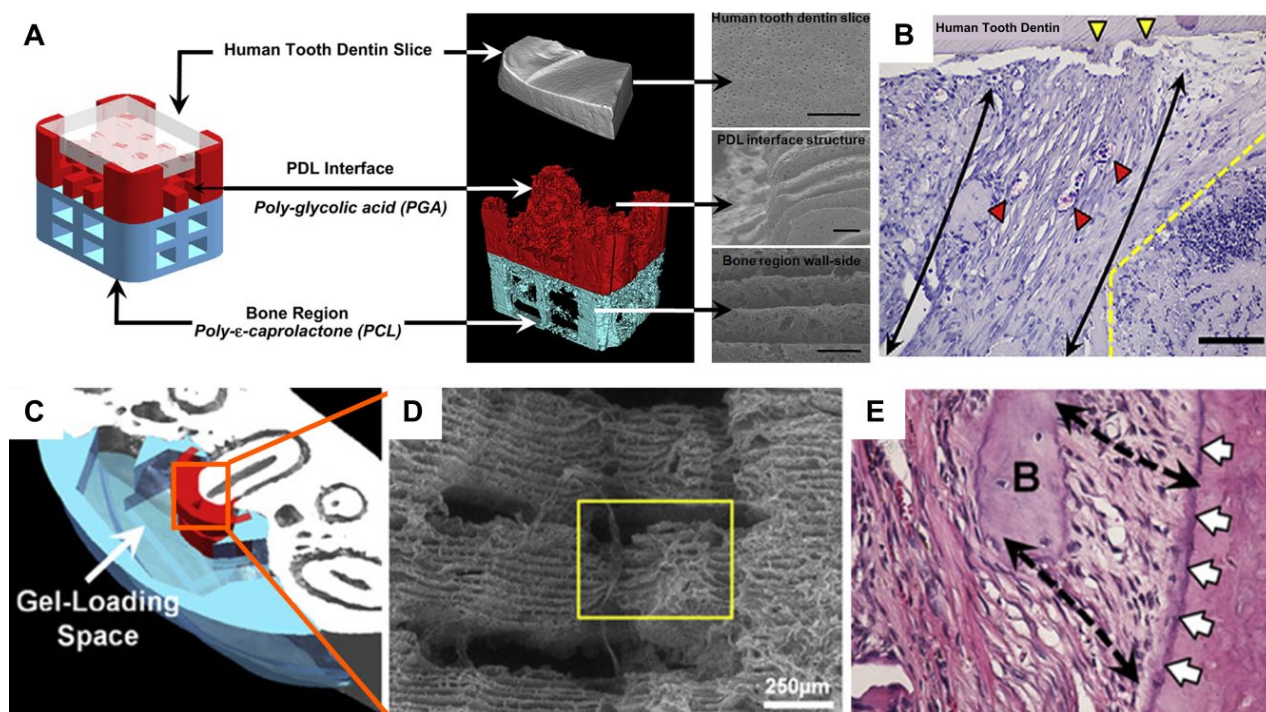 A
Human Tooth Dentin Slice
PDL Interface
Poly-glycolic acid (PGA)
Bone Region
Poly-ε-caprolactone (PCL)
Human tooth dentin slice
PDL interface structure
Bone region wall-side
B
Human Tooth Dentin
C
Gel-Loading
Space
D
250μm
E
B